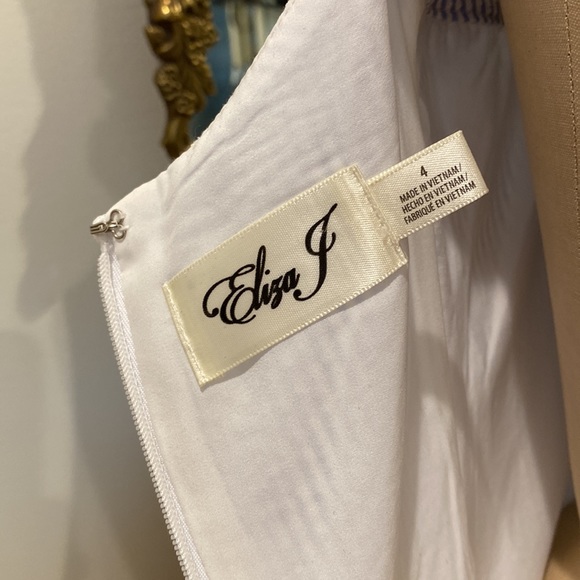 Eliza J
4
MADE IN VIETNAM/
HECHO EN VIETNAM/
FABRIQUÉ EN VIETNAM